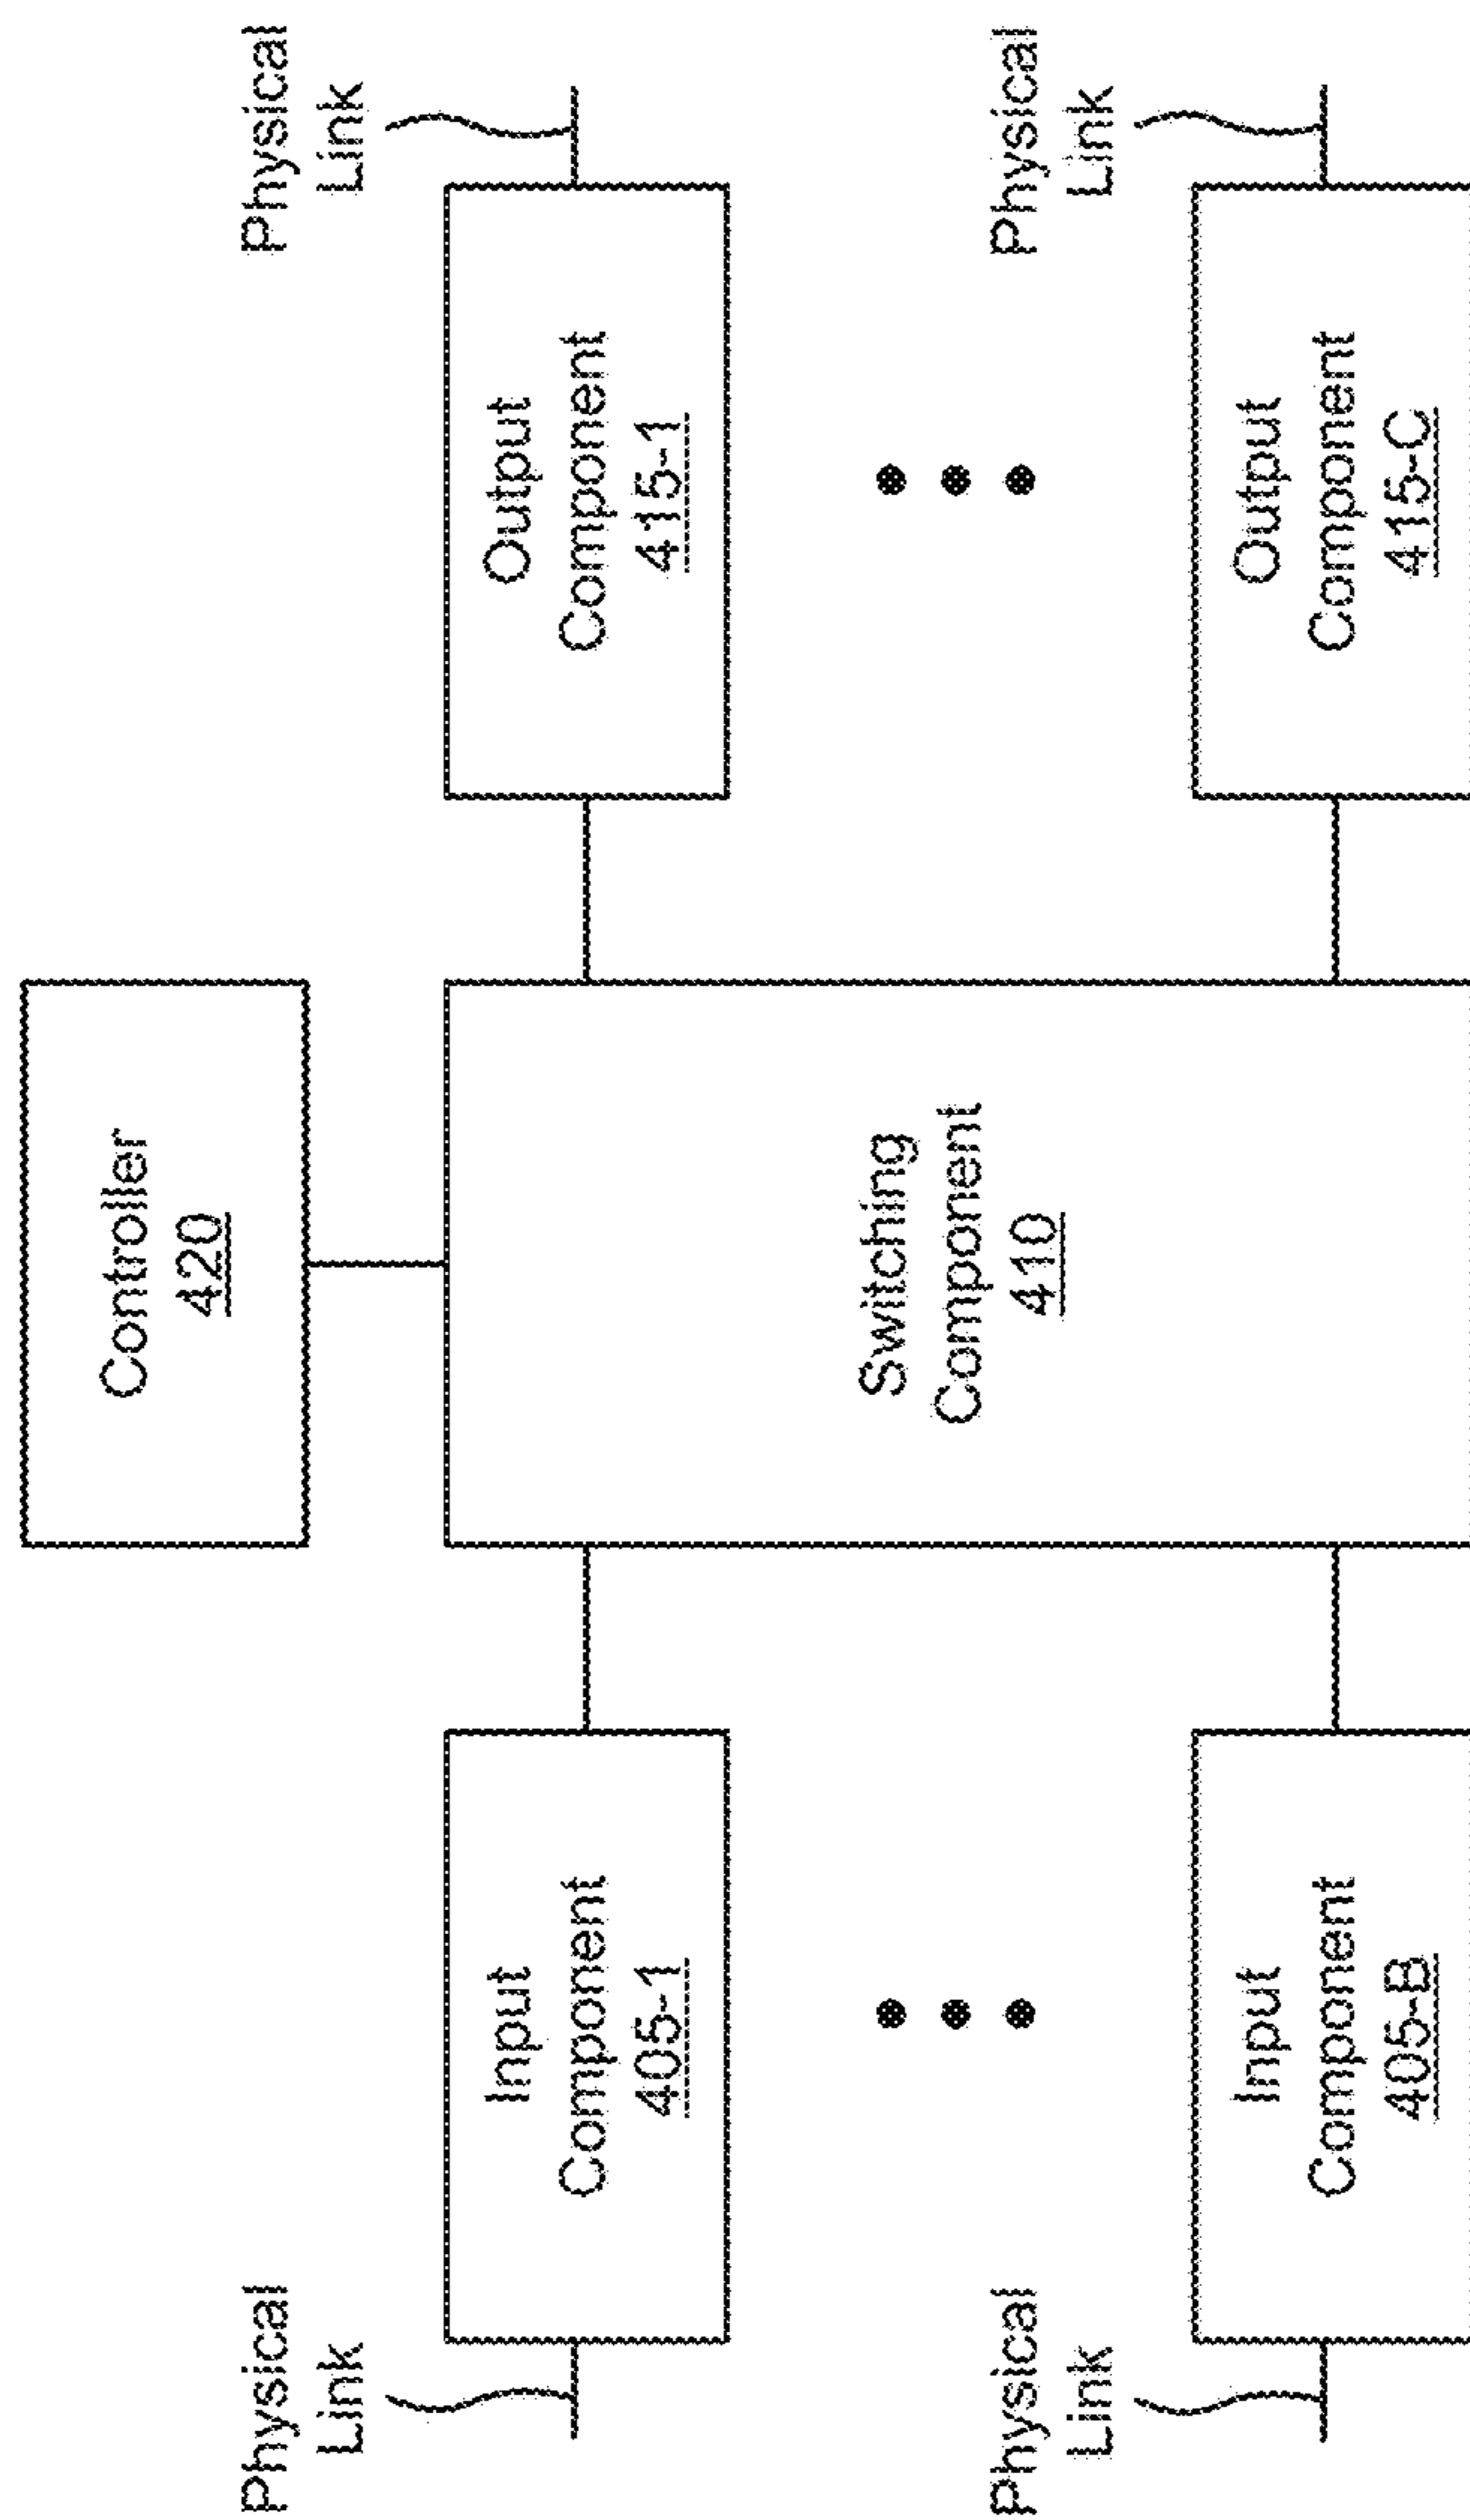 Controller
420
Physical
Link
Input
Component
405-1
Switching
Component
410
Output
Component
415-1
Physical
Link
Physical
Link
Input
Component
405-B
Output
Component
415-C
Physical
Link